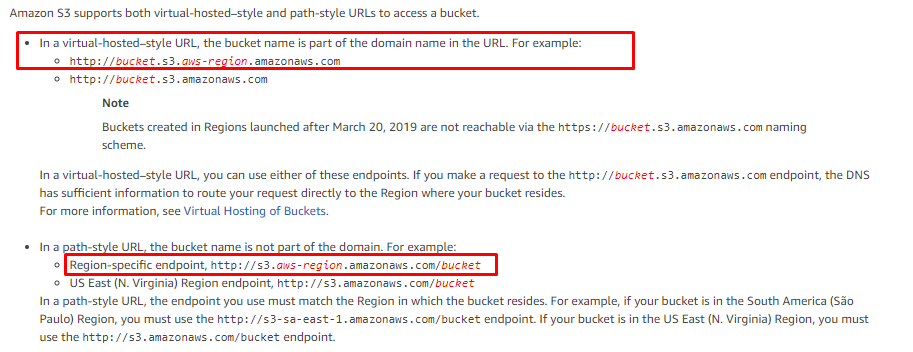 Amazon S3 supports both virtual-hosted–style and path-style URLs to access a bucket.
In a virtual-hosted–style URL, the bucket name is part of the domain name in the URL. For example:
http://bucket.s3.aws-region.amazonaws.com
http://bucket.s3.amazonaws.com
Note
Buckets created in Regions launched after March 20, 2019 are not reachable via the https://bucket.s3.amazonaws.com naming
scheme.
In a virtual-hosted–style URL, you can use either of these endpoints. If you make a request to the http://bucket.s3.amazonaws.com endpoint, the DNS
has sufficient information to route your request directly to the Region where your bucket resides.
For more information, see Virtual Hosting of Buckets.
In a path-style URL, the bucket name is not part of the domain. For example:
Region-specific endpoint, http://s3.aws-region.amazonaws.com/bucket
US East (N. Virginia) Region endpoint, http://s3.amazonaws.com/bucket
In a path-style URL, the endpoint you use must match the Region in which the bucket resides. For example, if your bucket is in the South America (São
Paulo) Region, you must use the http://s3-sa-east-1.amazonaws.com/bucket endpoint. If your bucket is in the US East (N. Virginia) Region, you must
use the http://s3.amazonaws.com/bucket endpoint.